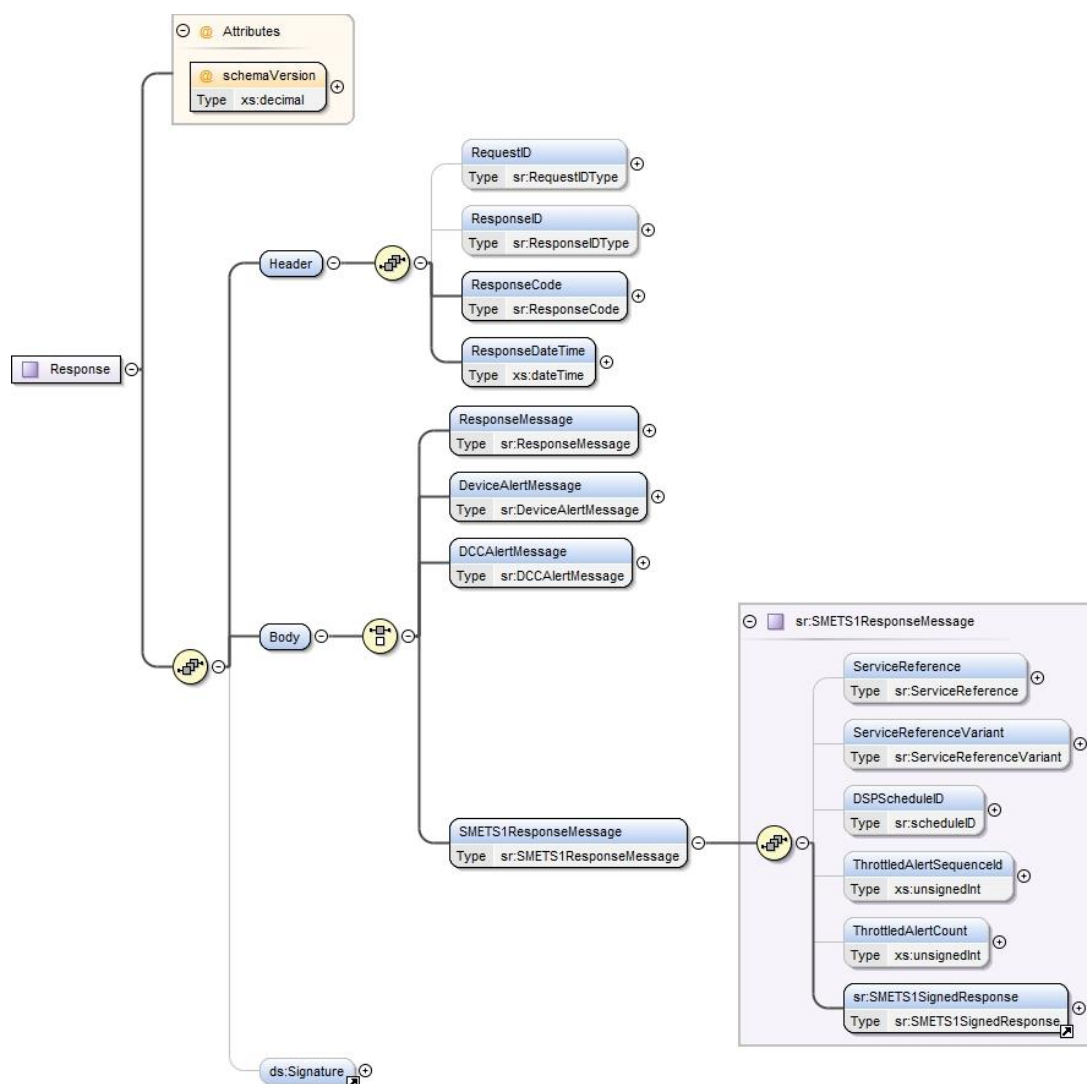 Attributes
@ schemaVersion
Type xs:decimal
RequestID
Type sr:RequestIDType
ResponseID
Type sr:ResponseIDType
Header
ResponseCode
Type sr:ResponseCode
ResponseDateTime
Type xs:dateTime
Response
ResponseMessage
Type sr:ResponseMessage
DeviceAlertMessage
Type sr:DeviceAlertMessage
DCCAlertMessage
Type sr:DCCAlertMessage
Body
SMETS1ResponseMessage
Type sr:SMETS1ResponseMessage
sr:SMETS1ResponseMessage
ServiceReference
Type sr:ServiceReference
ServiceReferenceVariant
Type sr:ServiceReferenceVariant
DSPScheduleID
Type sr:scheduleID
ThrottledAlertSequenceId
Type xs:unsignedInt
ThrottledAlertCount
Type xs:unsignedInt
sr:SMETS1SignedResponse
Type sr:SMETS1SignedResponse
ds:Signature